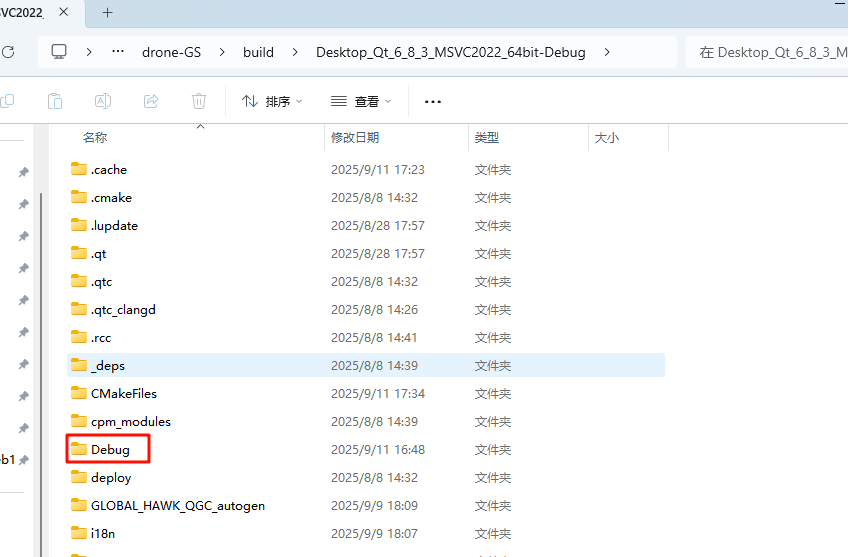 SVC2022_
··· drone-GS build Desktop_Qt_6_8_3_MSVC2022_64bit-Debug 在 Desktop_Qt_6_8_3_M
排序 查看 ···
名称 修改日期 类型 大小
.cache 2025/9/11 17:23 文件夹
.cmake 2025/8/8 14:32 文件夹
.lupdate 2025/8/28 17:57 文件夹
.qt 2025/8/28 17:57 文件夹
.qtc 2025/8/8 14:32 文件夹
.qtc_clangd 2025/8/8 14:26 文件夹
.rcc 2025/8/8 14:41 文件夹
_deps 2025/8/8 14:39 文件夹
CMakeFiles 2025/9/11 17:34 文件夹
cpm_modules 2025/8/8 14:39 文件夹
b1 Debug 2025/9/11 16:48 文件夹
deploy 2025/8/8 14:32 文件夹
GLOBAL_HAWK_QGC_autogen 2025/9/9 18:09 文件夹
i18n 2025/9/9 18:07 文件夹